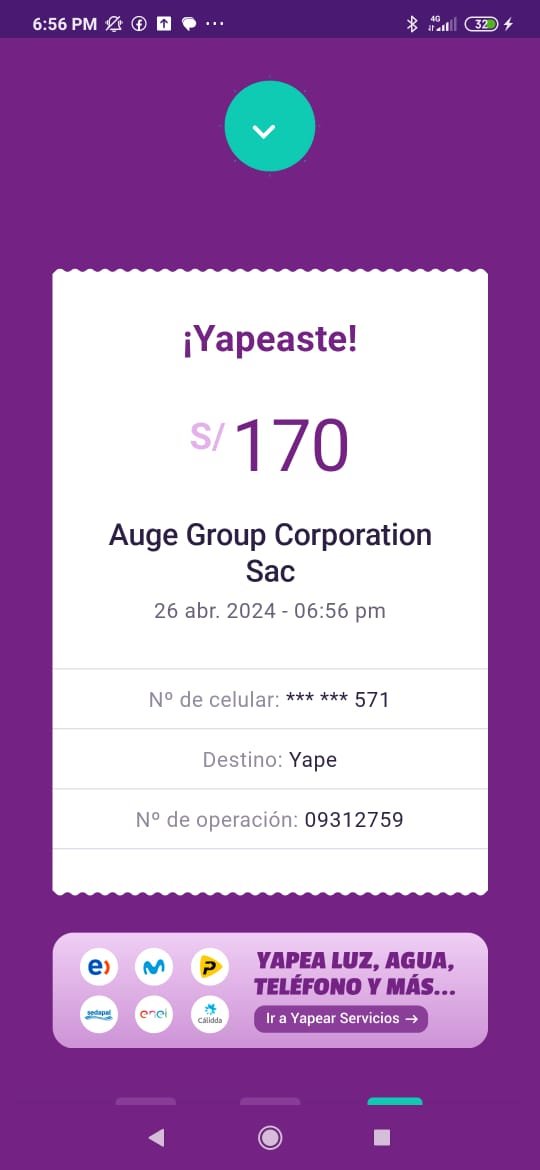 6:56 PM
4G
32
¡Yapeaste!
S/ 170
Auge Group Corporation
Sac
26 abr. 2024 - 06:56 pm
Nº de celular: *** *** 571
Destino: Yape
Nº de operación: 09312759
YAPEA LUZ, AGUA,
TELÉFONO Y MÁS...
Ir a Yapear Servicios →
sedapal
enel
Cálidda